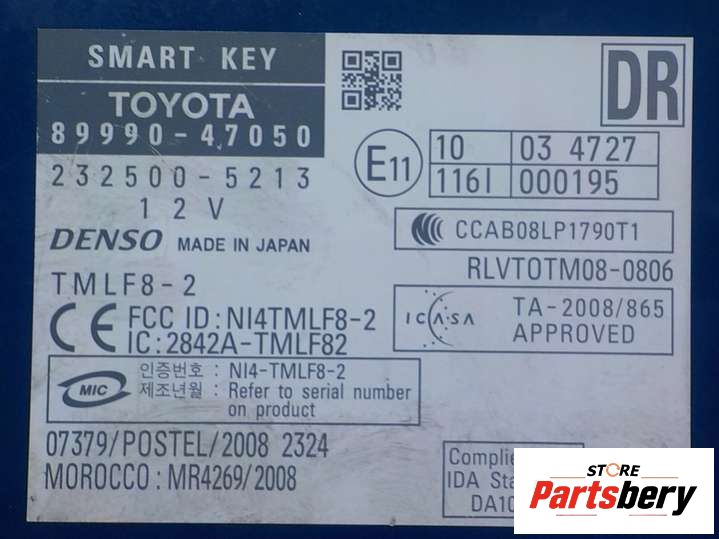 SMART KEY
TOYOTA
89990-47050
232500-5213
12V
DENSO MADE IN JAPAN
TMLF8-2
FCC ID : NI4TMLF8-2
IC:2842A-TMLF82
MIC
인증번호 : NI4-TMLF8-2
제조년월 : Refer to serial number
on product
07379/POSTEL/2008 2324
MOROCCO : MR4269/2008
DR
E11
10 03 4727
116I 000195
CCAB08LP1790T1
RLVTOTM08-0806
ICASA
TA-2008/865
APPROVED
Complie
IDA Sta
DA10
STORE
Partsbery